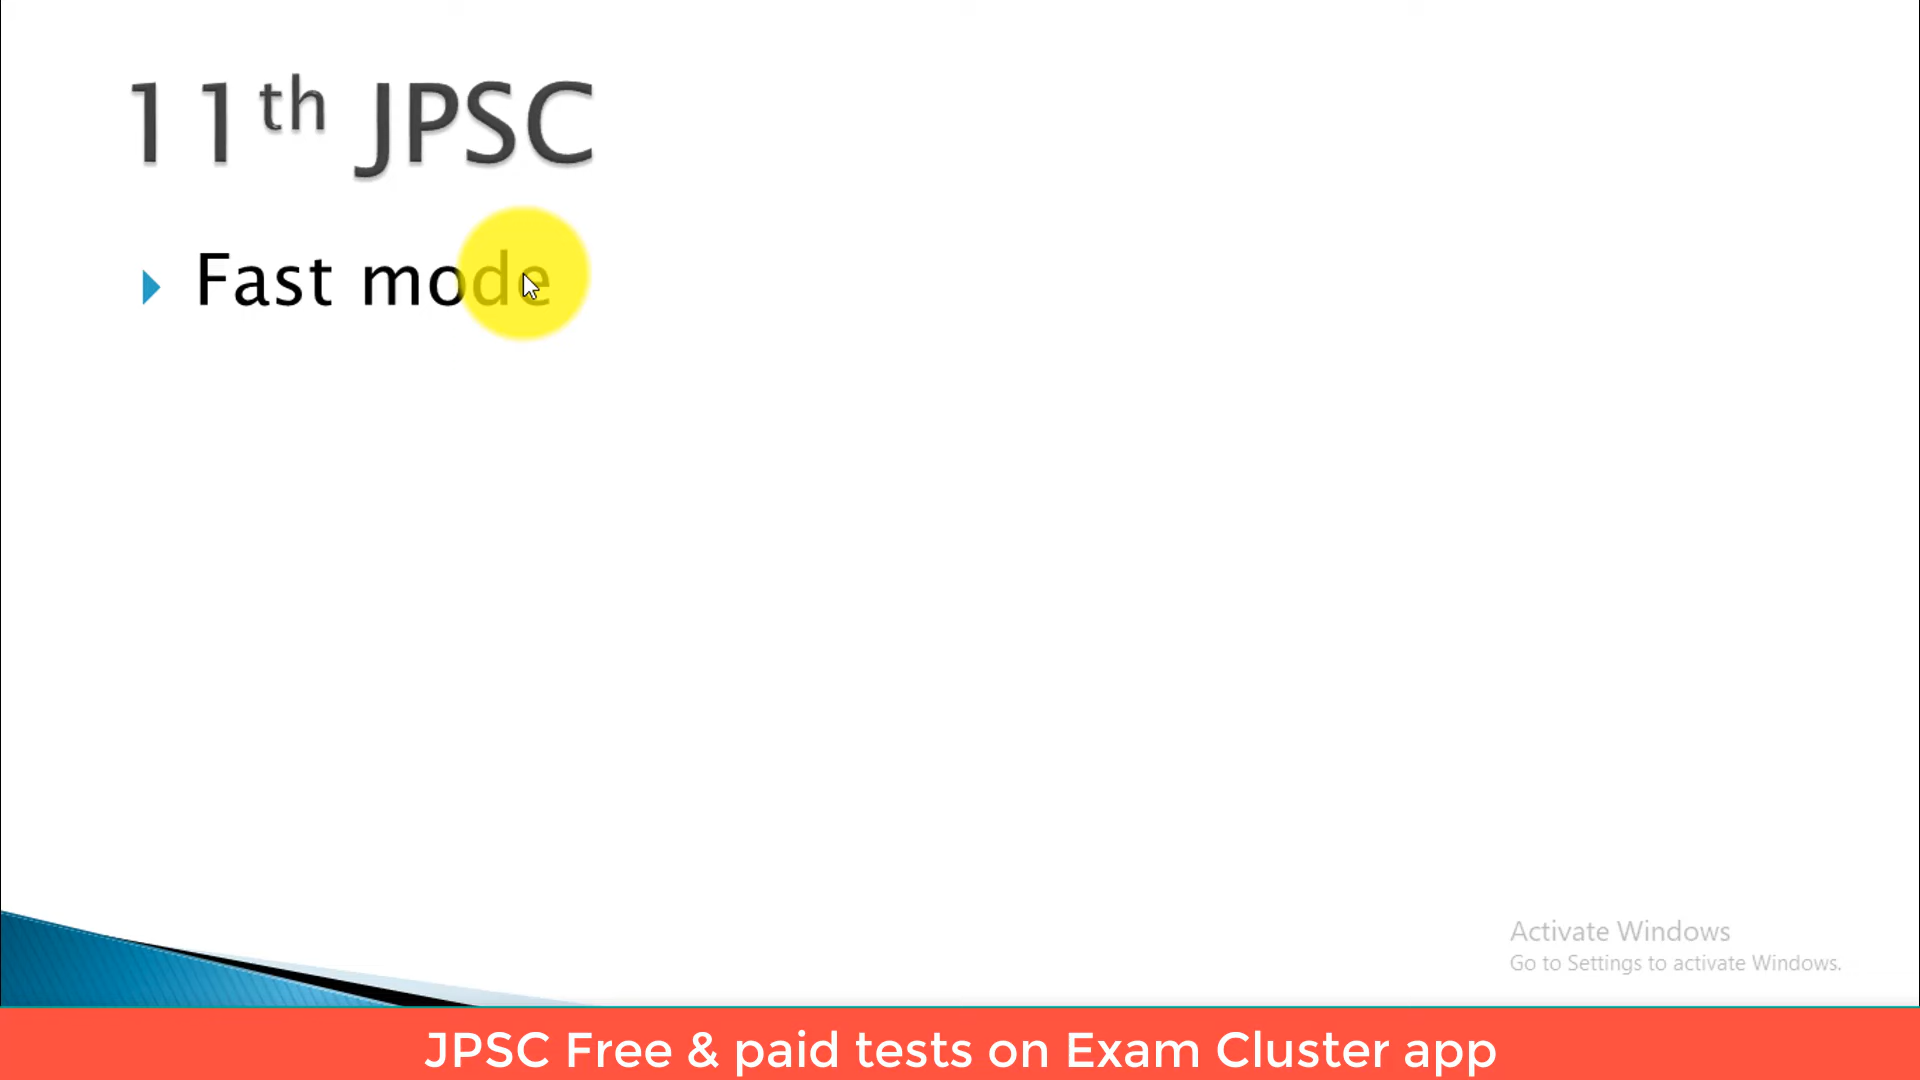 11th JPSC
Fast mode
Activate Windows
Go to Settings to activate Windows.
JPSC Free & paid tests on Exam Cluster app